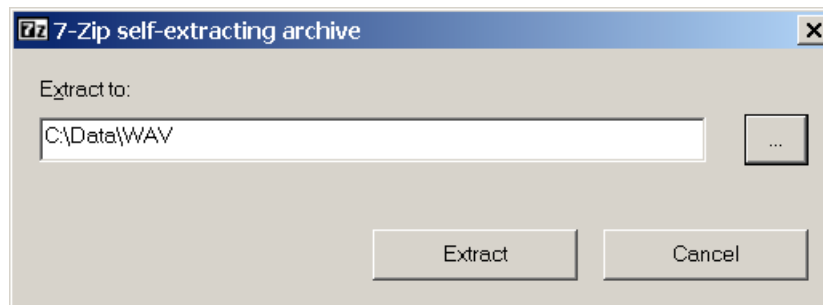 7z 7-Zip self-extracting archive
Extract to:
C:\Data\WAV
...
Extract Cancel